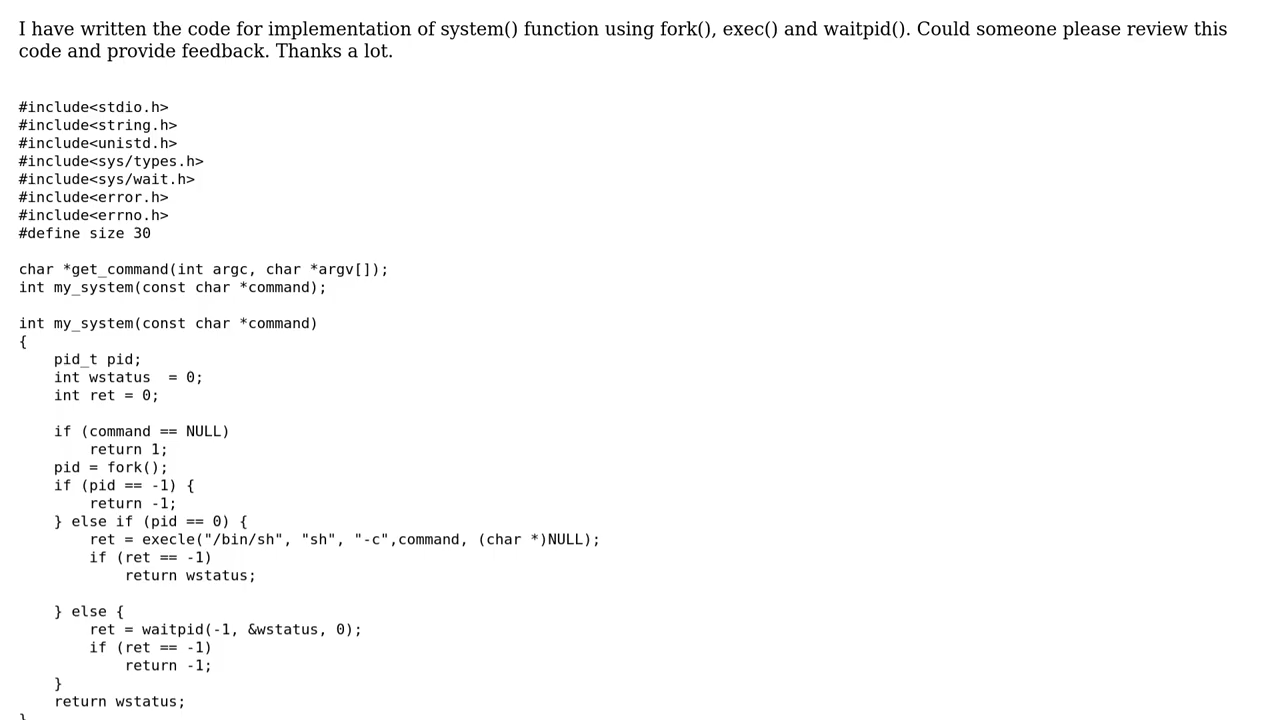 I have written the code for implementation of system() function using fork(), exec() and waitpid(). Could someone please review this
code and provide feedback. Thanks a lot.
#include<stdio.h>
#include<string.h>
#include<unistd.h>
#include<sys/types.h>
#include<sys/wait.h>
#include<error.h>
#include<errno.h>
#define size 30
char *get_command(int argc, char *argv[]);
int my_system(const char *command);
int my_system(const char *command)
{
    pid_t pid;
    int wstatus  = 0;
    int ret = 0;
    if (command == NULL)
        return 1;
    pid = fork();
    if (pid == -1) {
        return -1;
    } else if (pid == 0) {
        ret = execle("/bin/sh", "sh", "-c",command, (char *)NULL);
        if (ret == -1)
            return wstatus;
    } else {
        ret = waitpid(-1, &wstatus, 0);
        if (ret == -1)
            return -1;
    }
    return wstatus;
}